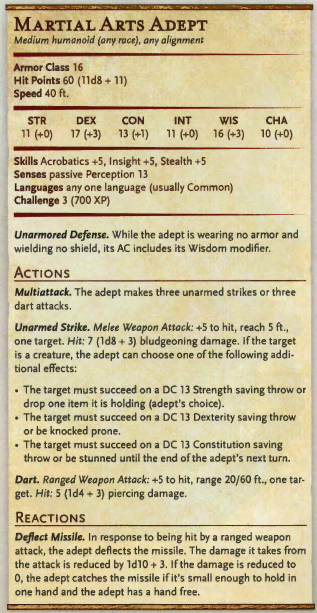 MARTIAL ARTS ADEPT
Medium humanoid (any race), any alignment
Armor Class 16
Hit Points 60 (11d8 + 11)
Speed 40 ft.
STR DEX CON INT WIS CHA
11 (+0) 17 (+3) 13 (+1) 11 (+0) 16 (+3) 10 (+0)
Skills Acrobatics +5, Insight +5, Stealth +5
Senses passive Perception 13
Languages any one language (usually Common)
Challenge 3 (700 XP)
Unarmored Defense. While the adept is wearing no armor and
wielding no shield, its AC includes its Wisdom modifier.
ACTIONS
Multiattack. The adept makes three unarmed strikes or three
dart attacks.
Unarmed Strike. Melee Weapon Attack: +5 to hit, reach 5 ft.,
one target. Hit: 7 (1d8 + 3) bludgeoning damage. If the target
is a creature, the adept can choose one of the following addi-
tional effects:
• The target must succeed on a DC 13 Strength saving throw or
drop one item it is holding (adept's choice).
• The target must succeed on a DC 13 Dexterity saving throw
or be knocked prone.
• The target must succeed on a DC 13 Constitution saving
throw or be stunned until the end of the adept's next turn.
Dart. Ranged Weapon Attack: +5 to hit, range 20/60 ft., one tar-
get. Hit: 5 (1d4 + 3) piercing damage.
REACTIONS
Deflect Missile. In response to being hit by a ranged weapon
attack, the adept deflects the missile. The damage it takes from
the attack is reduced by 1d10 + 3. If the damage is reduced to
0, the adept catches the missile if it's small enough to hold in
one hand and the adept has a hand free.